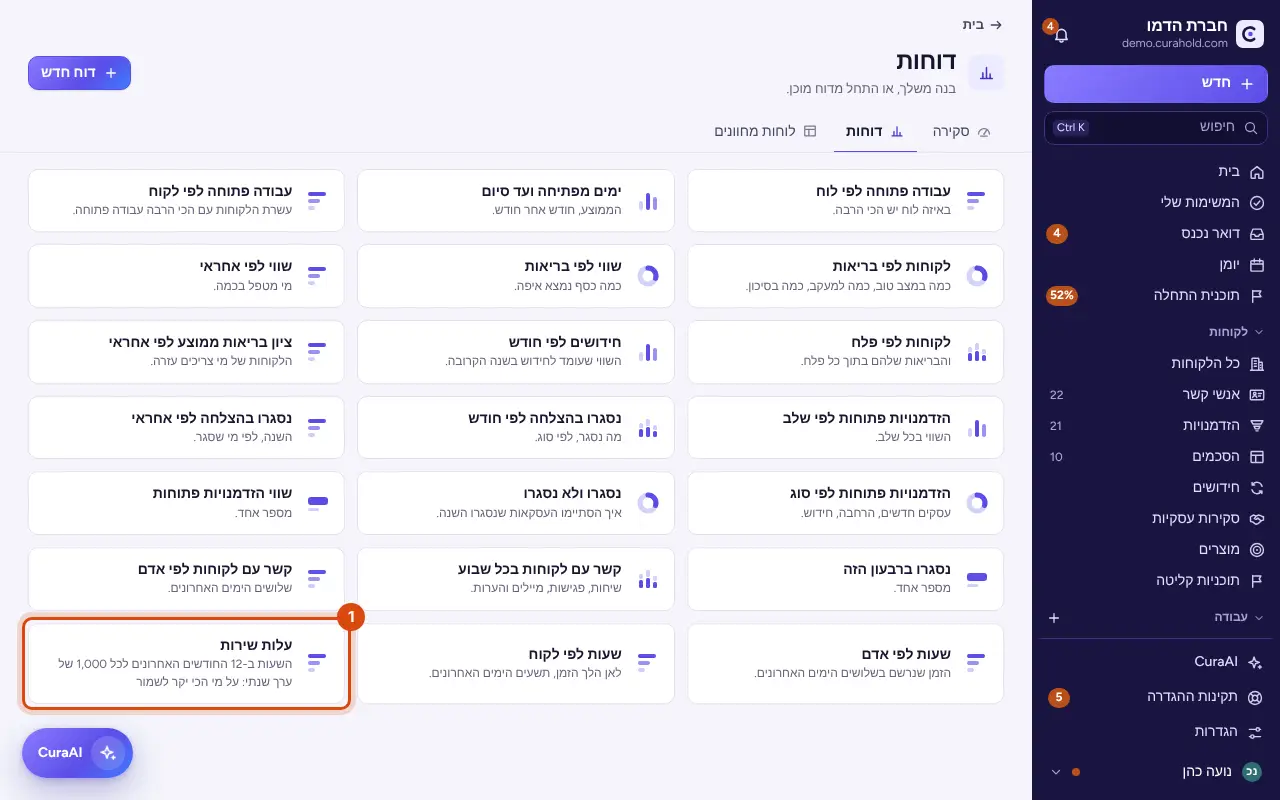 חברת הדמו
demo.curahold.com
4
חדש
חיפוש
Ctrl K
בית
המשימות שלי
דואר נכנס
4
יומן
תוכנית התחלה
52%
לקוחות
כל הלקוחות
אנשי קשר
22
הזדמנויות
21
הסכמים
10
חידושים
סקירות עסקיות
מוצרים
תוכניות קליטה
עבודה
CuraAI
תקינות ההגדרה
5
הגדרות
נכ
נועה כהן
בית
דוחות
בנה משלך, או התחל מדוח מוכן.
דוח חדש
סקירה
דוחות
לוחות מחוונים
עבודה פתוחה לפי לוח
באיזה לוח יש הכי הרבה.
ימים מפתיחה ועד סיום
הממוצע, חודש אחר חודש.
עבודה פתוחה לפי לקוח
עשרת הלקוחות עם הכי הרבה עבודה פתוחה.
לקוחות לפי בריאות
כמה במצב טוב, כמה למעקב, כמה בסיכון.
שווי לפי בריאות
כמה כסף נמצא איפה.
שווי לפי אחראי
מי מטפל בכמה.
לקוחות לפי פלח
והבריאות שלהם בתוך כל פלח.
חידושים לפי חודש
השווי שעומד לחידוש בשנה הקרובה.
ציון בריאות ממוצע לפי אחראי
הלקוחות של מי צריכים עזרה.
הזדמנויות פתוחות לפי שלב
השווי בכל שלב.
נסגרו בהצלחה לפי חודש
מה נסגר, לפי סוג.
נסגרו בהצלחה לפי אחראי
השנה, לפי מי שסגר.
הזדמנויות פתוחות לפי סוג
עסקים חדשים, הרחבה, חידוש.
נסגרו ולא נסגרו
איך הסתיימו העסקאות שנסגרו השנה.
שווי הזדמנויות פתוחות
מספר אחד.
נסגרו ברבעון הזה
מספר אחד.
קשר עם לקוחות בכל שבוע
שיחות, פגישות, מיילים והערות.
קשר עם לקוחות לפי אדם
שלושים הימים האחרונים.
שעות לפי אדם
הזמן שנרשם בשלושים הימים האחרונים.
שעות לפי לקוח
לאן הלך הזמן, תשעים הימים האחרונים.
1
עלות שירות
השעות ב-12 החודשים האחרונים לכל 1,000 של
ערך שנתי: על מי הכי יקר לשמור
CuraAI